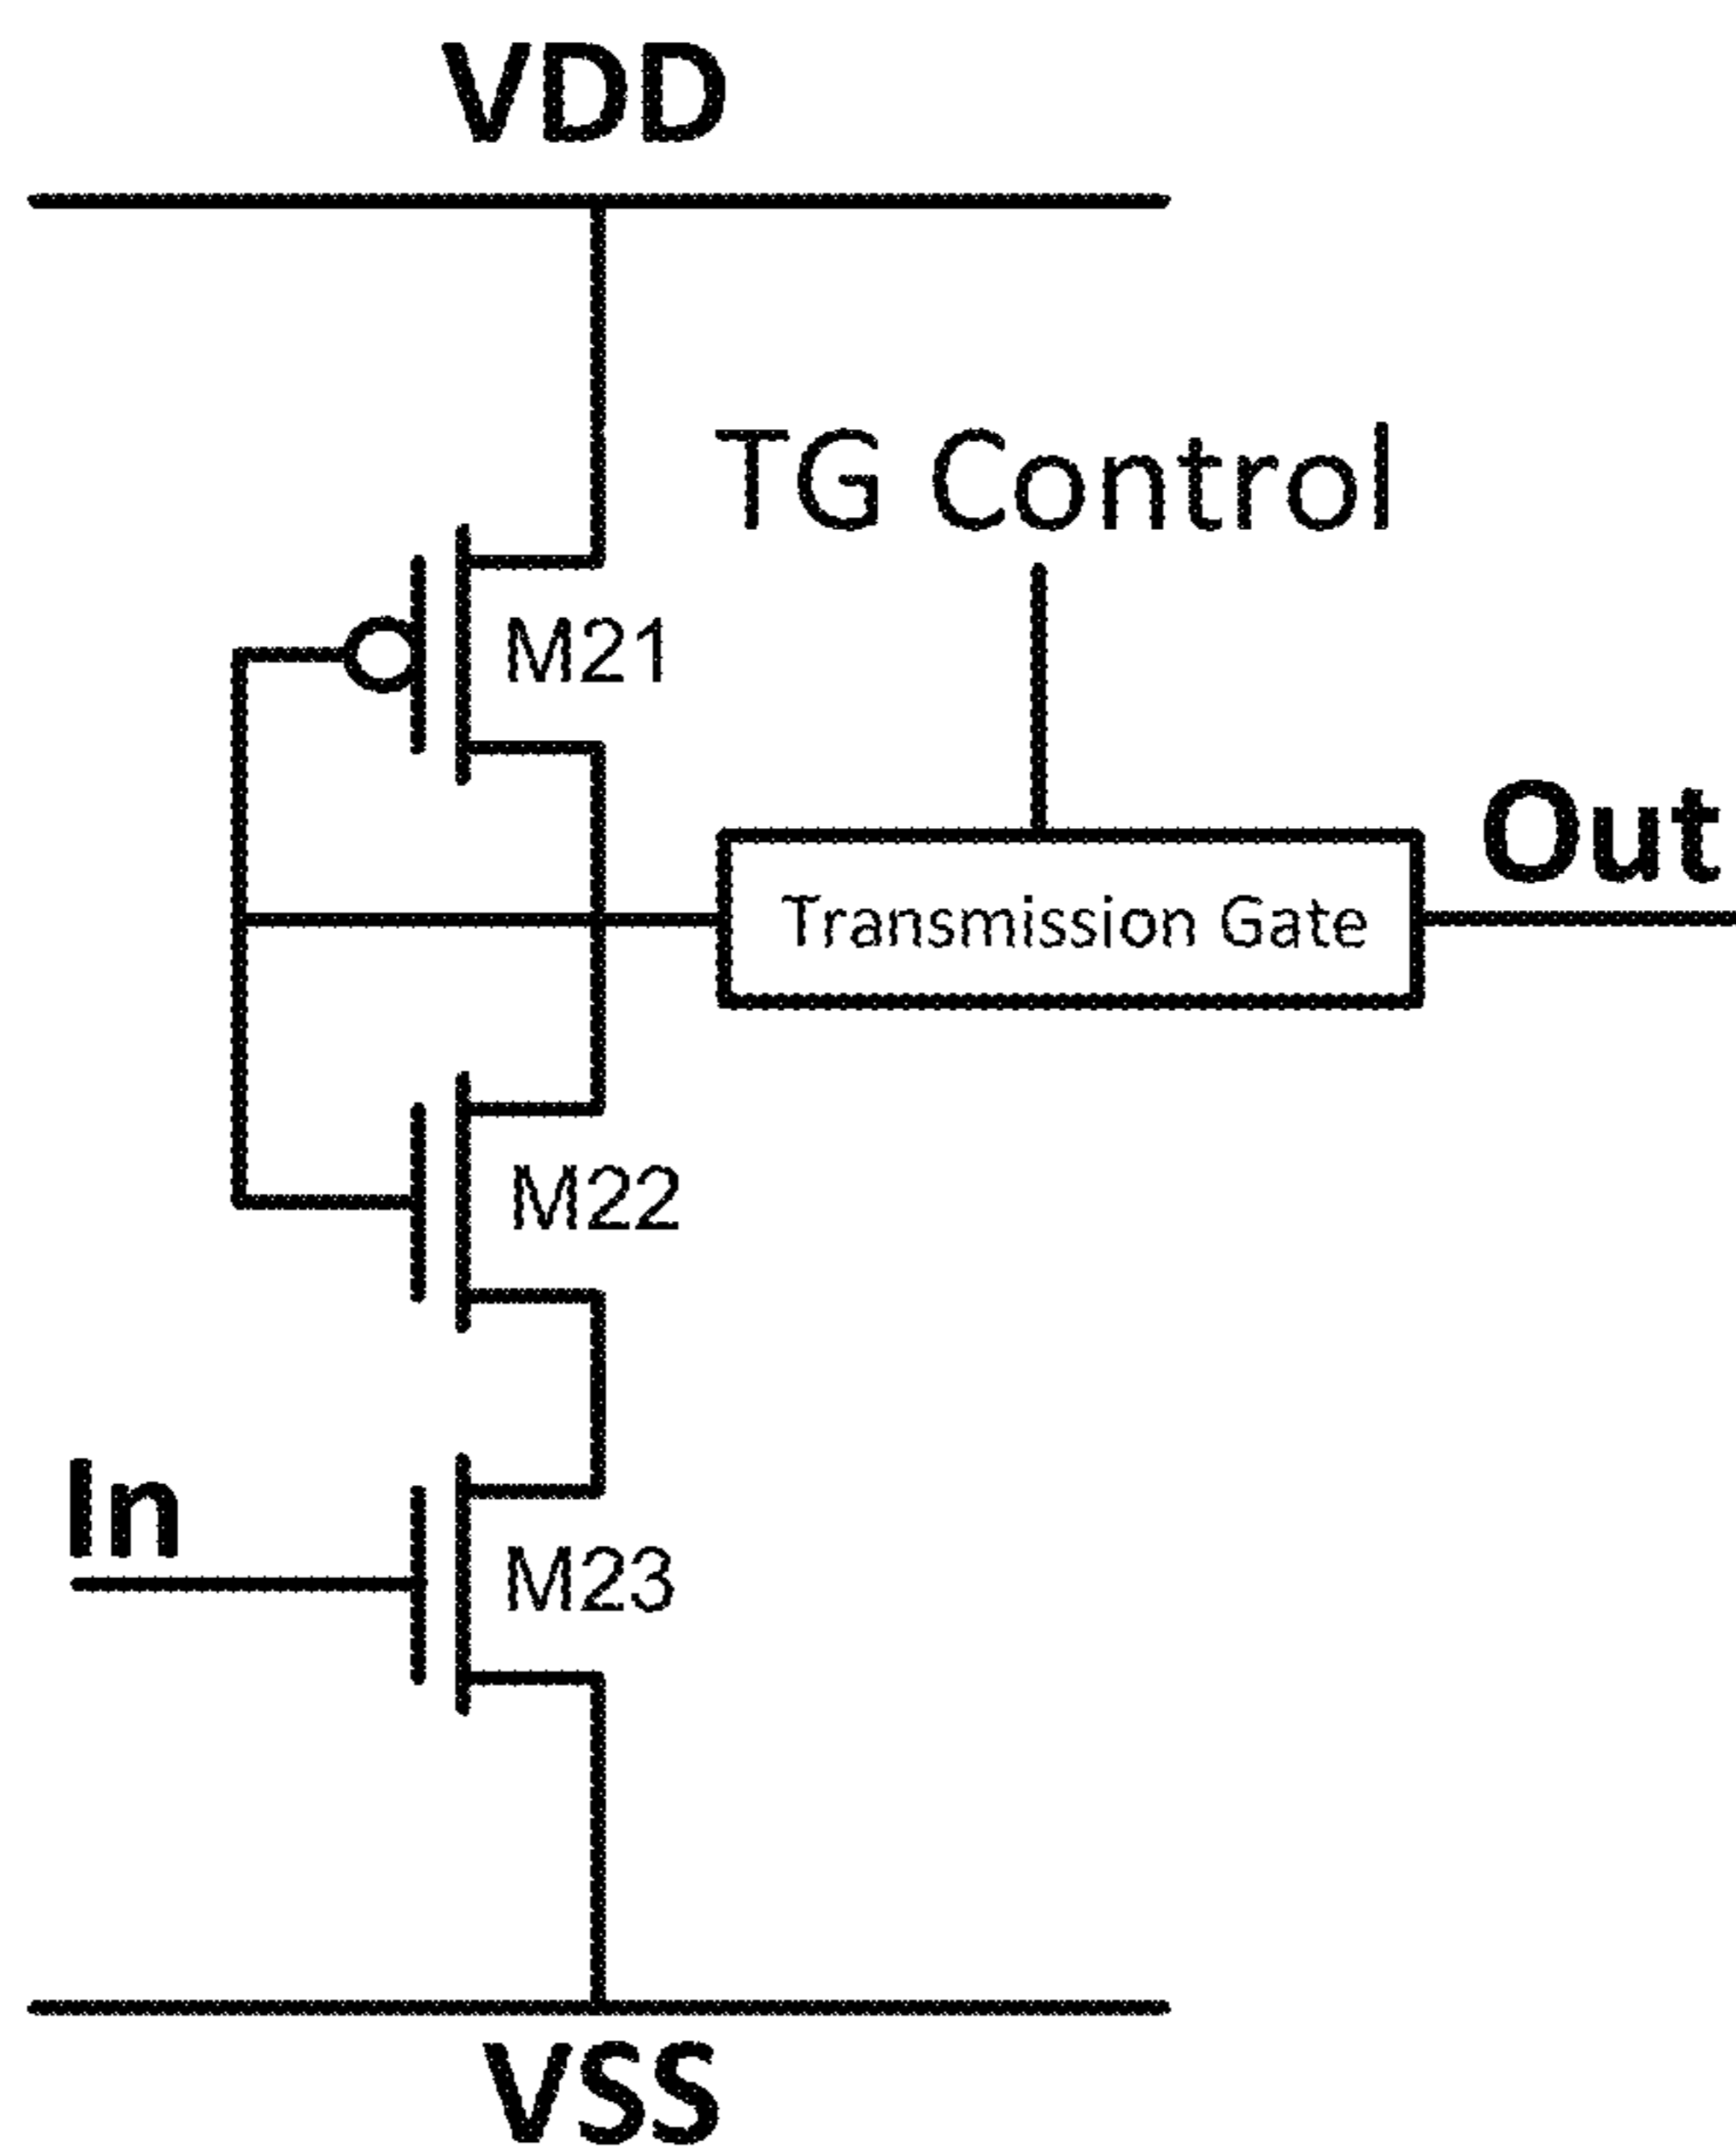 VDD
TG Control
M21
Out
Transmission Gate
M22
In
M23
VSS